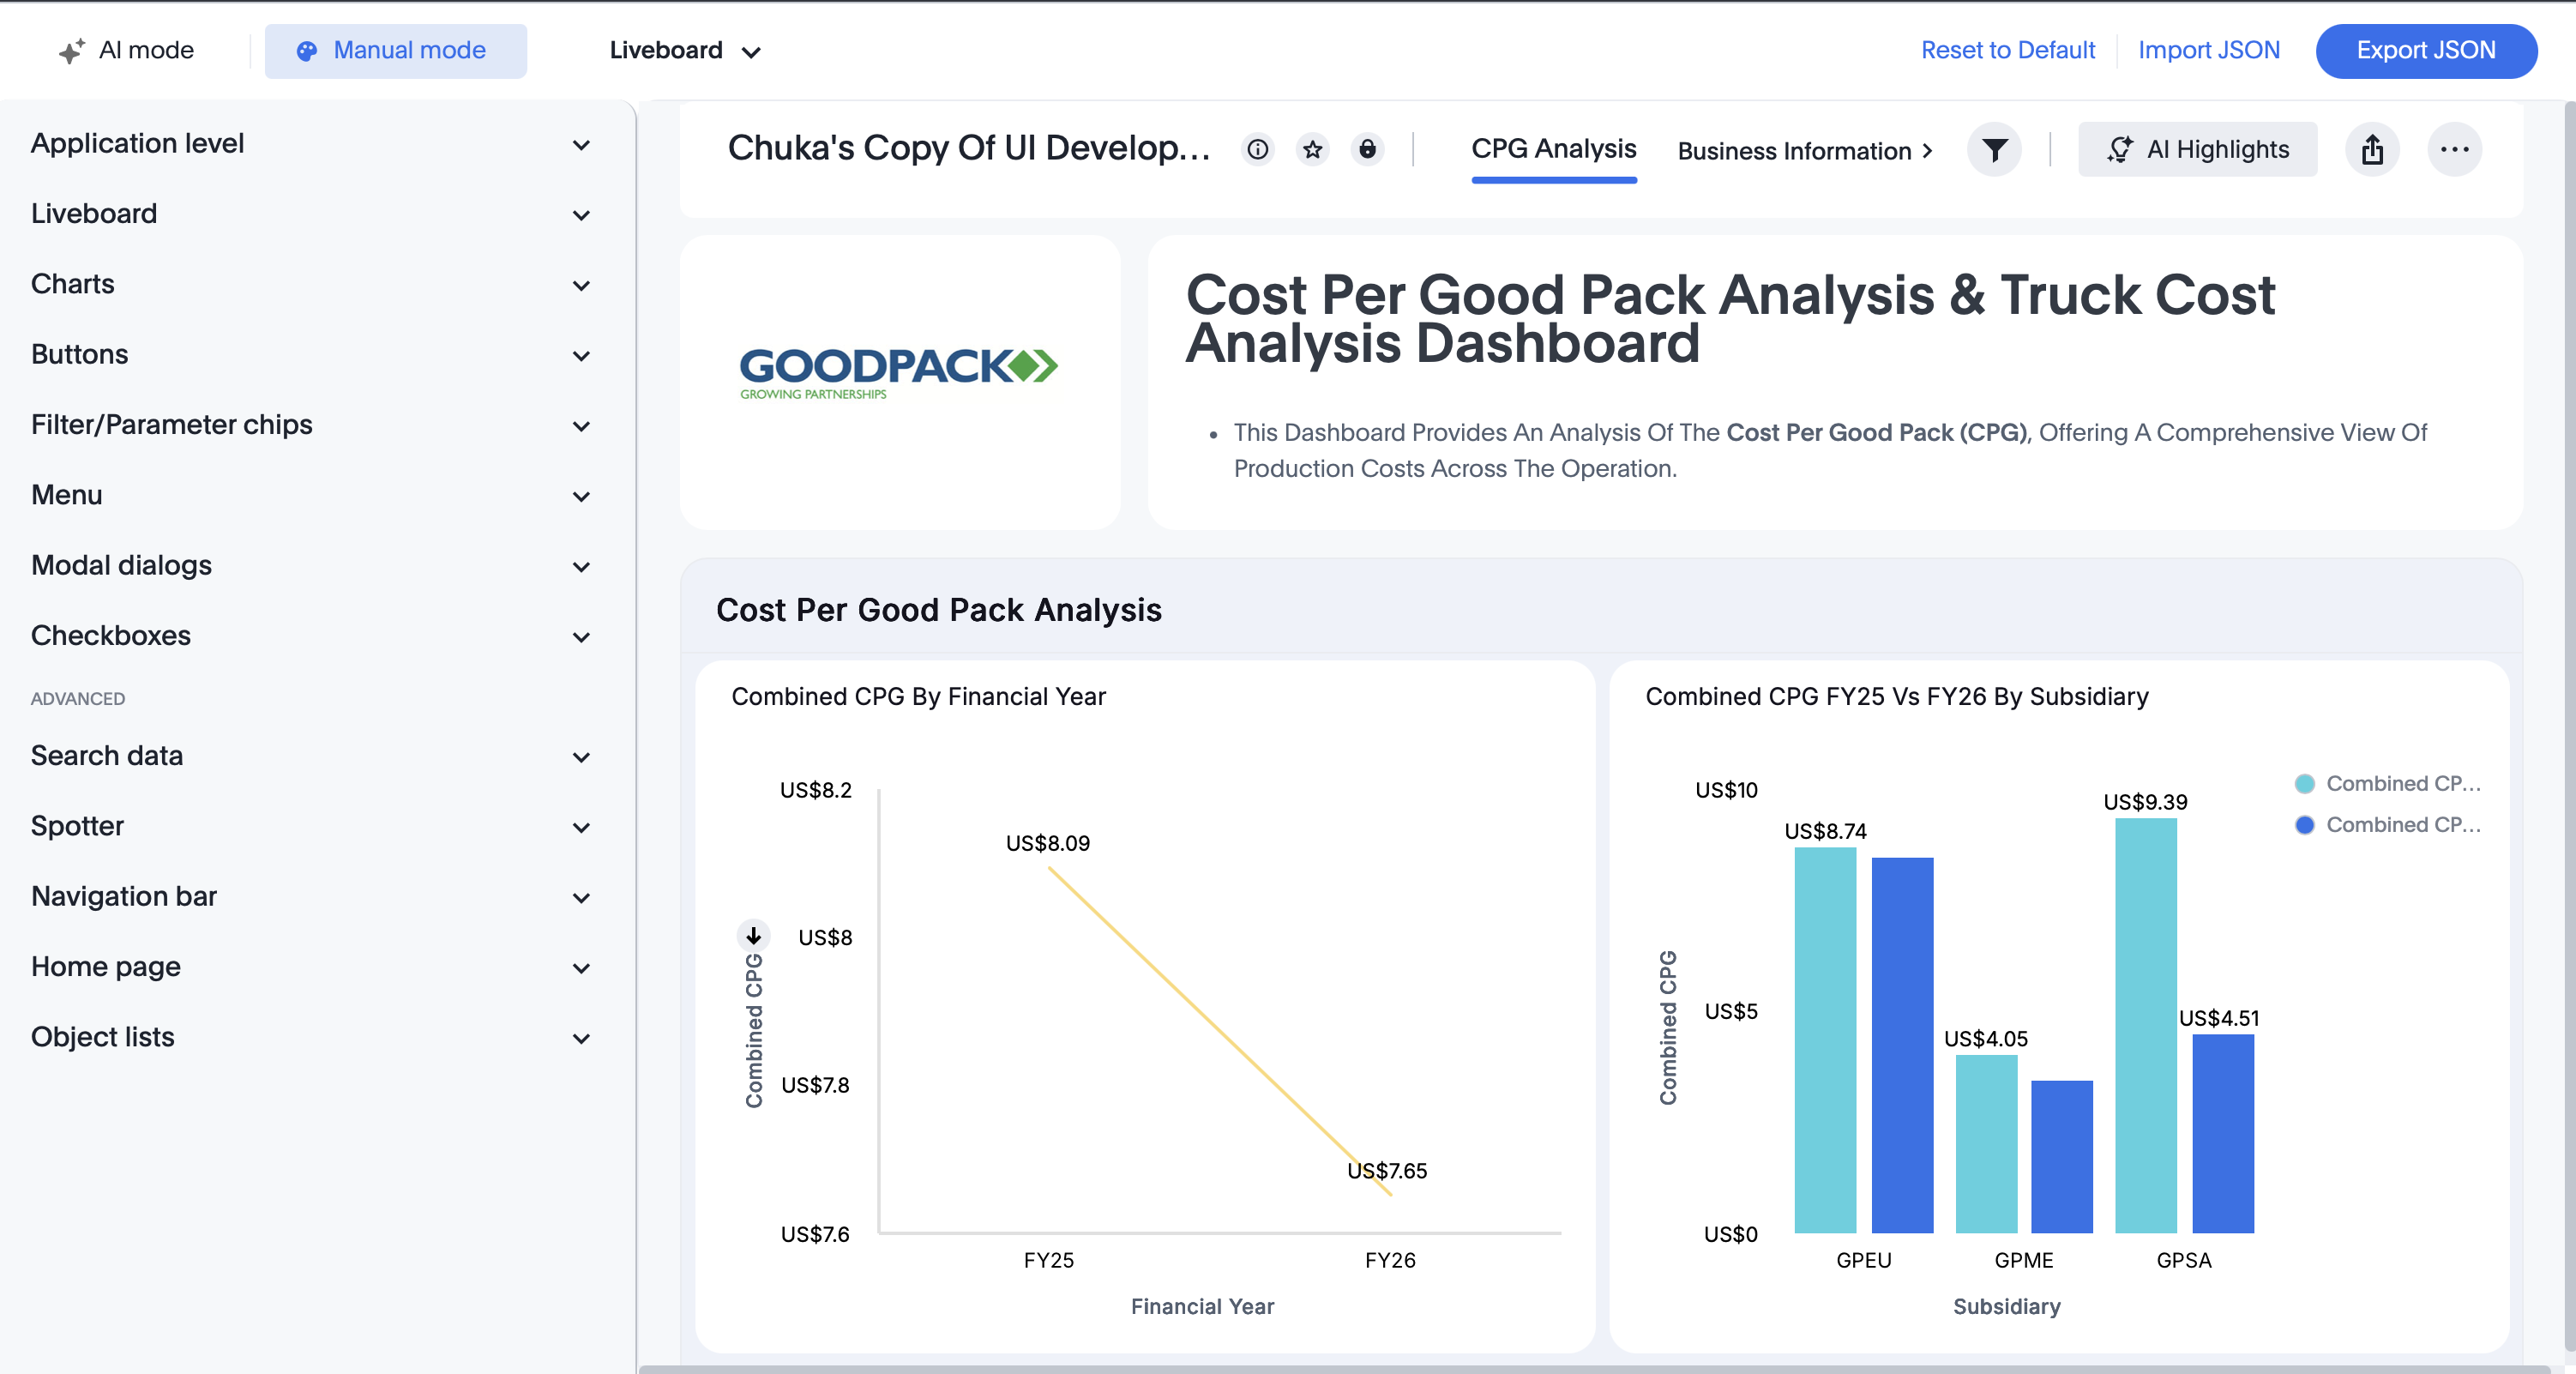 AI mode
Manual mode
Liveboard
Reset to Default
Import JSON
Export JSON
Application level
Liveboard
Charts
Buttons
Filter/Parameter chips
Menu
Modal dialogs
Checkboxes
ADVANCED
Search data
Spotter
Navigation bar
Home page
Object lists
Chuka's Copy Of UI Develop...
CPG Analysis
Business Information
AI Highlights
GOODPACK
GROWING PARTNERSHIPS
Cost Per Good Pack Analysis & Truck Cost
Analysis Dashboard
• This Dashboard Provides An Analysis Of The Cost Per Good Pack (CPG), Offering A Comprehensive View Of
Production Costs Across The Operation.
Cost Per Good Pack Analysis
Combined CPG By Financial Year
US$8.2
US$8
US$7.8
US$7.6
Combined CPG
US$8.09
US$7.65
FY25
FY26
Financial Year
Combined CPG FY25 Vs FY26 By Subsidiary
US$10
US$5
US$0
Combined CPG
US$8.74
US$4.05
US$9.39
US$4.51
GPEU
GPME
GPSA
Subsidiary
Combined CP...
Combined CP...